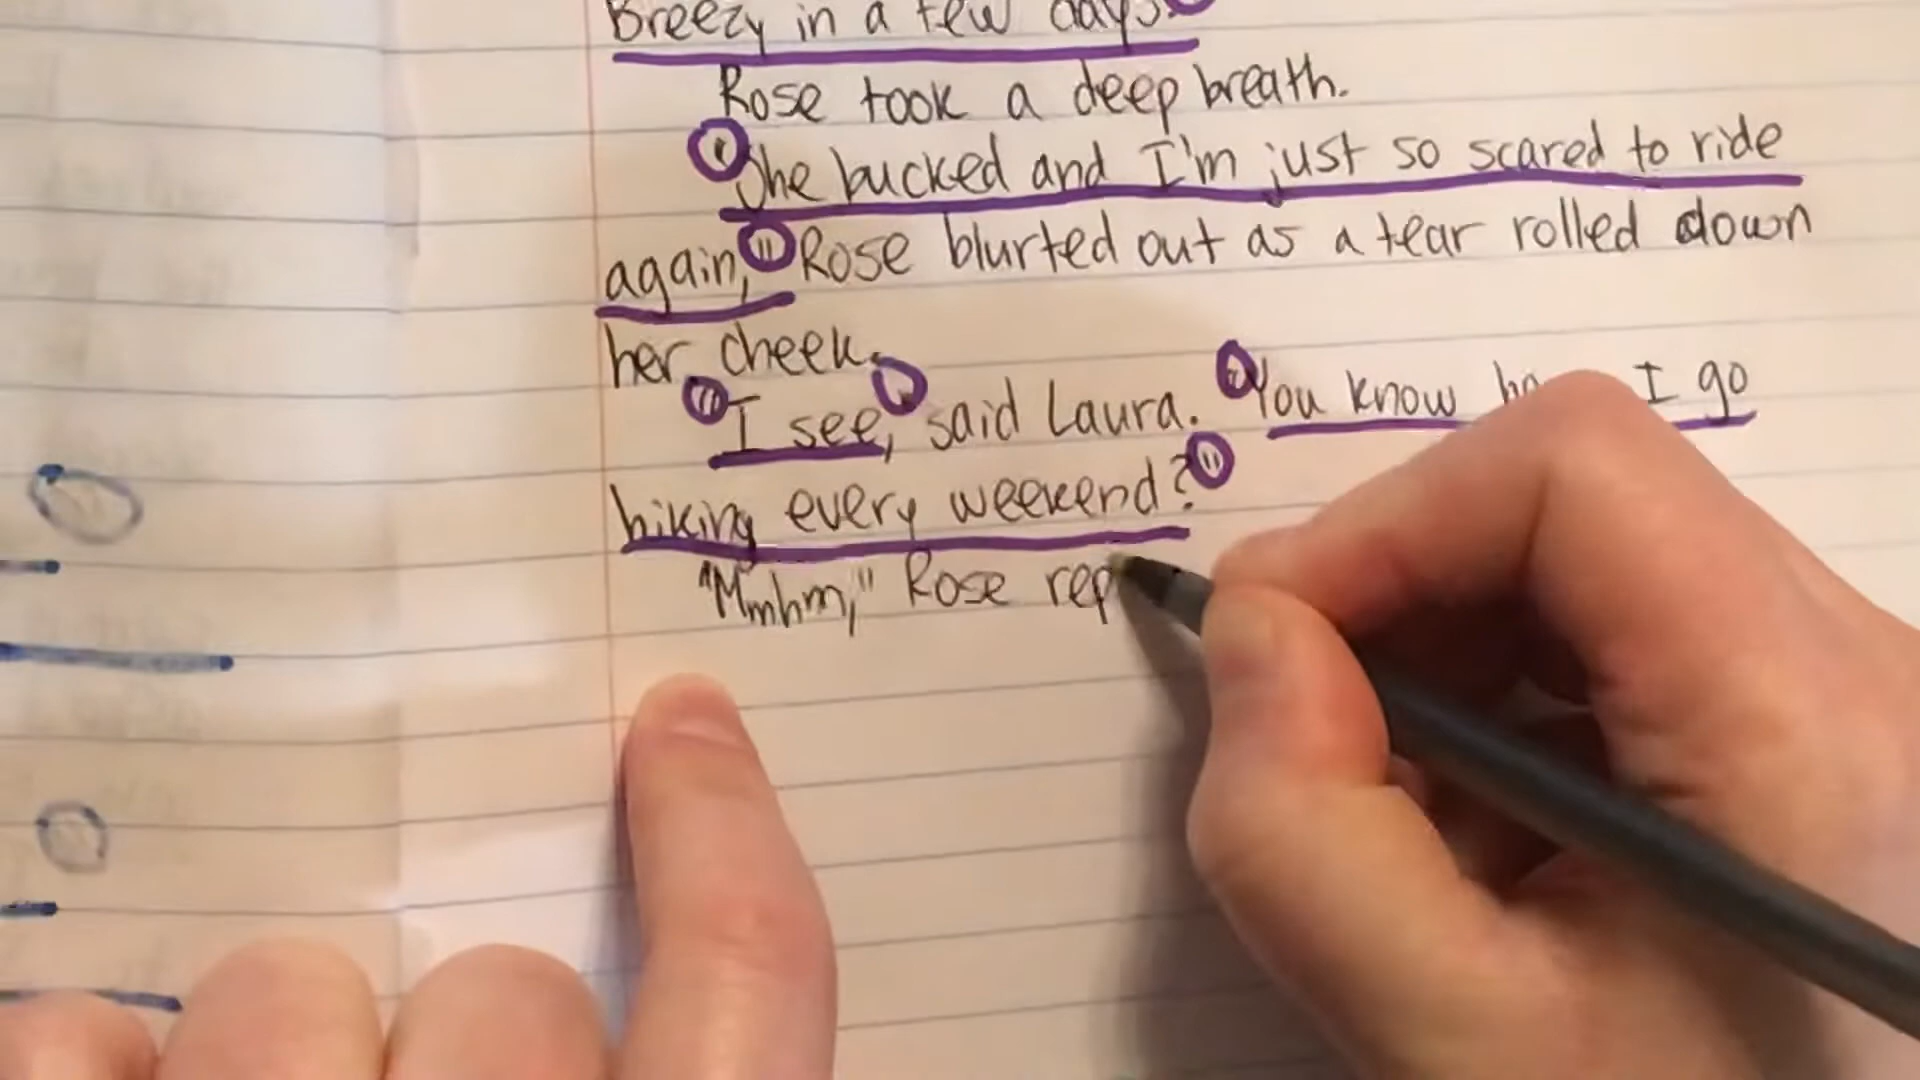 Breezy in a few days."
Rose took a deep breath.
"She bucked and I'm just so scared to ride
again," Rose blurted out as a tear rolled down
her cheek.
"I see," said Laura. "You know I go
hiking every weekend?"
"Mmhm," Rose rep